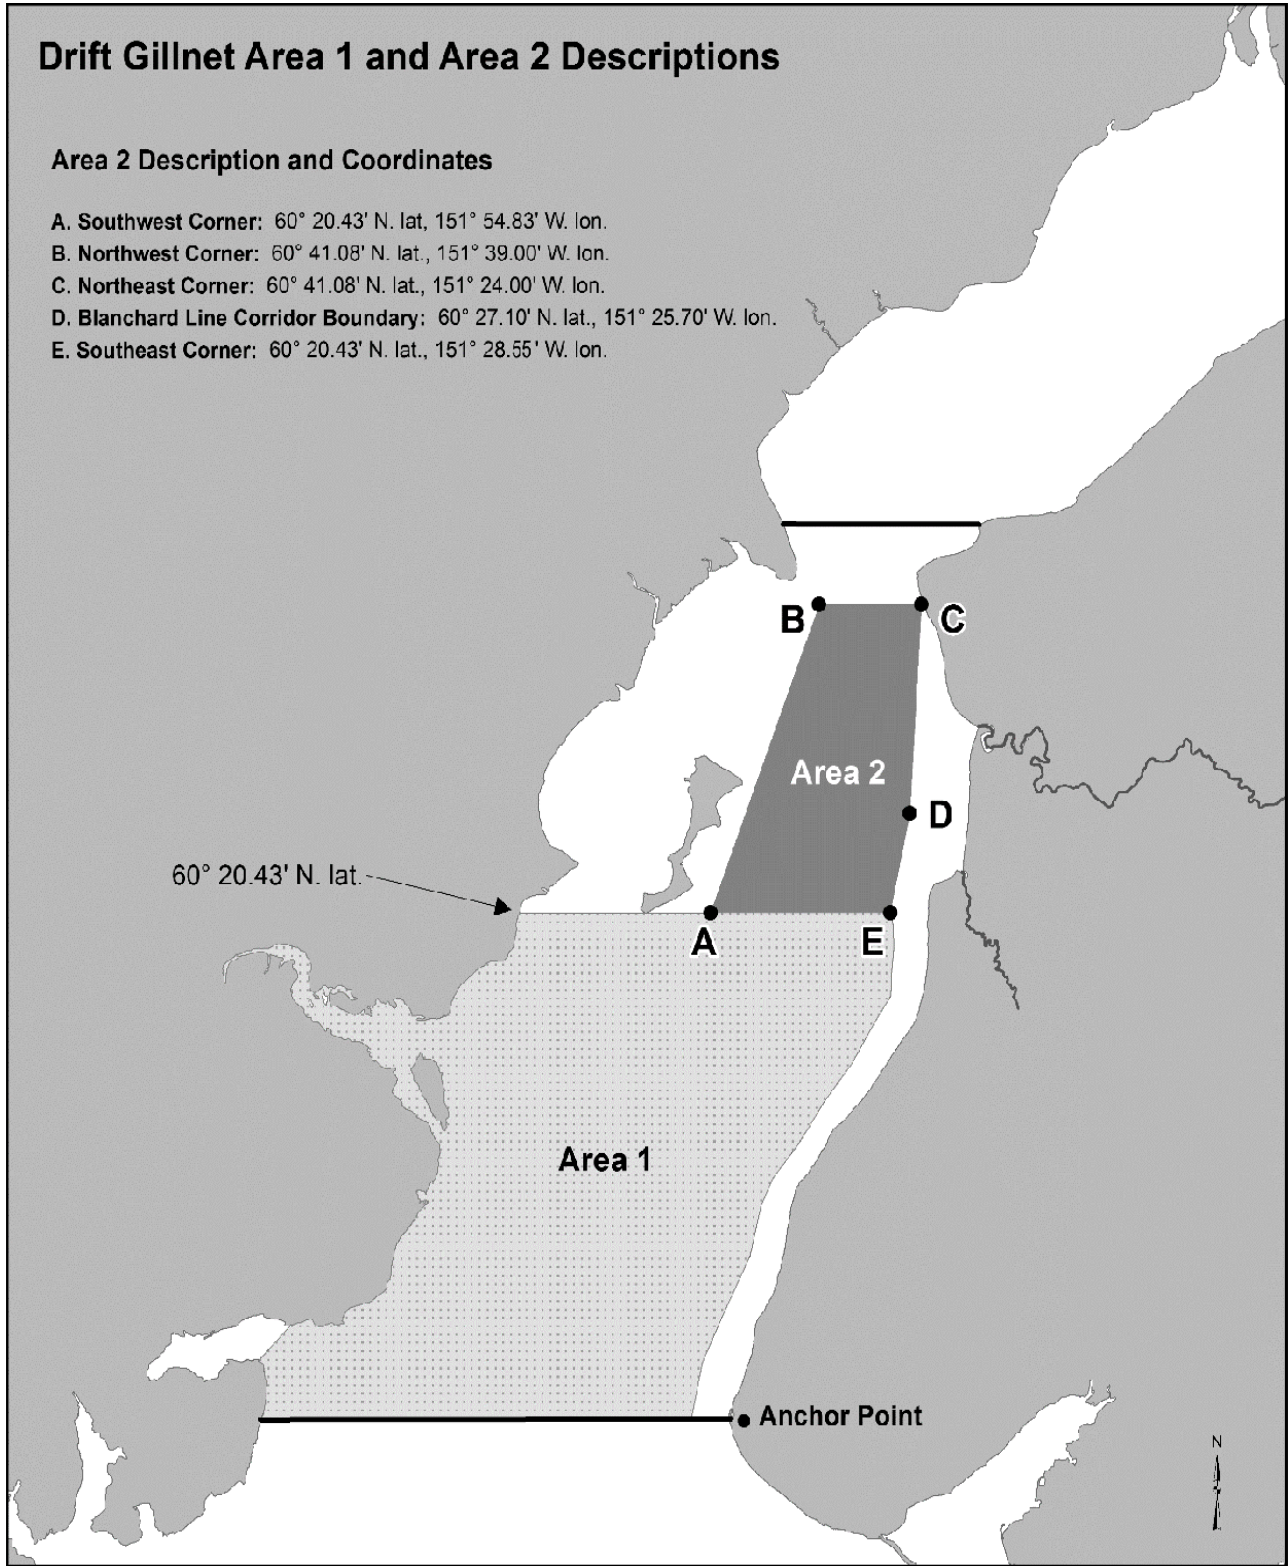 Drift Gillnet Area 1 and Area 2 Descriptions
Area 2 Description and Coordinates
A. Southwest Corner: 60° 20.43' N. lat, 151° 54.83' W. lon.
B. Northwest Corner: 60° 41.08' N. lat., 151° 39.00' W. lon.
C. Northeast Corner: 60° 41.08' N. lat., 151° 24.00' W. lon.
D. Blanchard Line Corridor Boundary: 60° 27.10' N. lat., 151° 25.70' W. lon.
E. Southeast Corner: 60° 20.43' N. lat., 151° 28.55' W. lon.
B
C
Area 2
D
60° 20.43' N. lat.
A
E
Area 1
Anchor Point
N